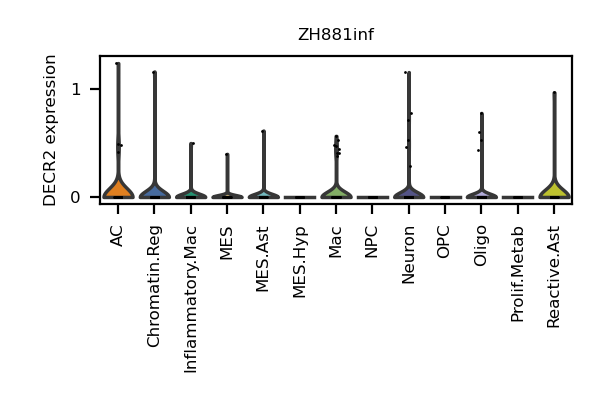 ZH881inf
DECR2 expression
1
0
AC
Chromatin.Reg
Inflammatory.Mac
MES
MES.Ast
MES.Hyp
Mac
NPC
Neuron
OPC
Oligo
Prolif.Metab
Reactive.Ast